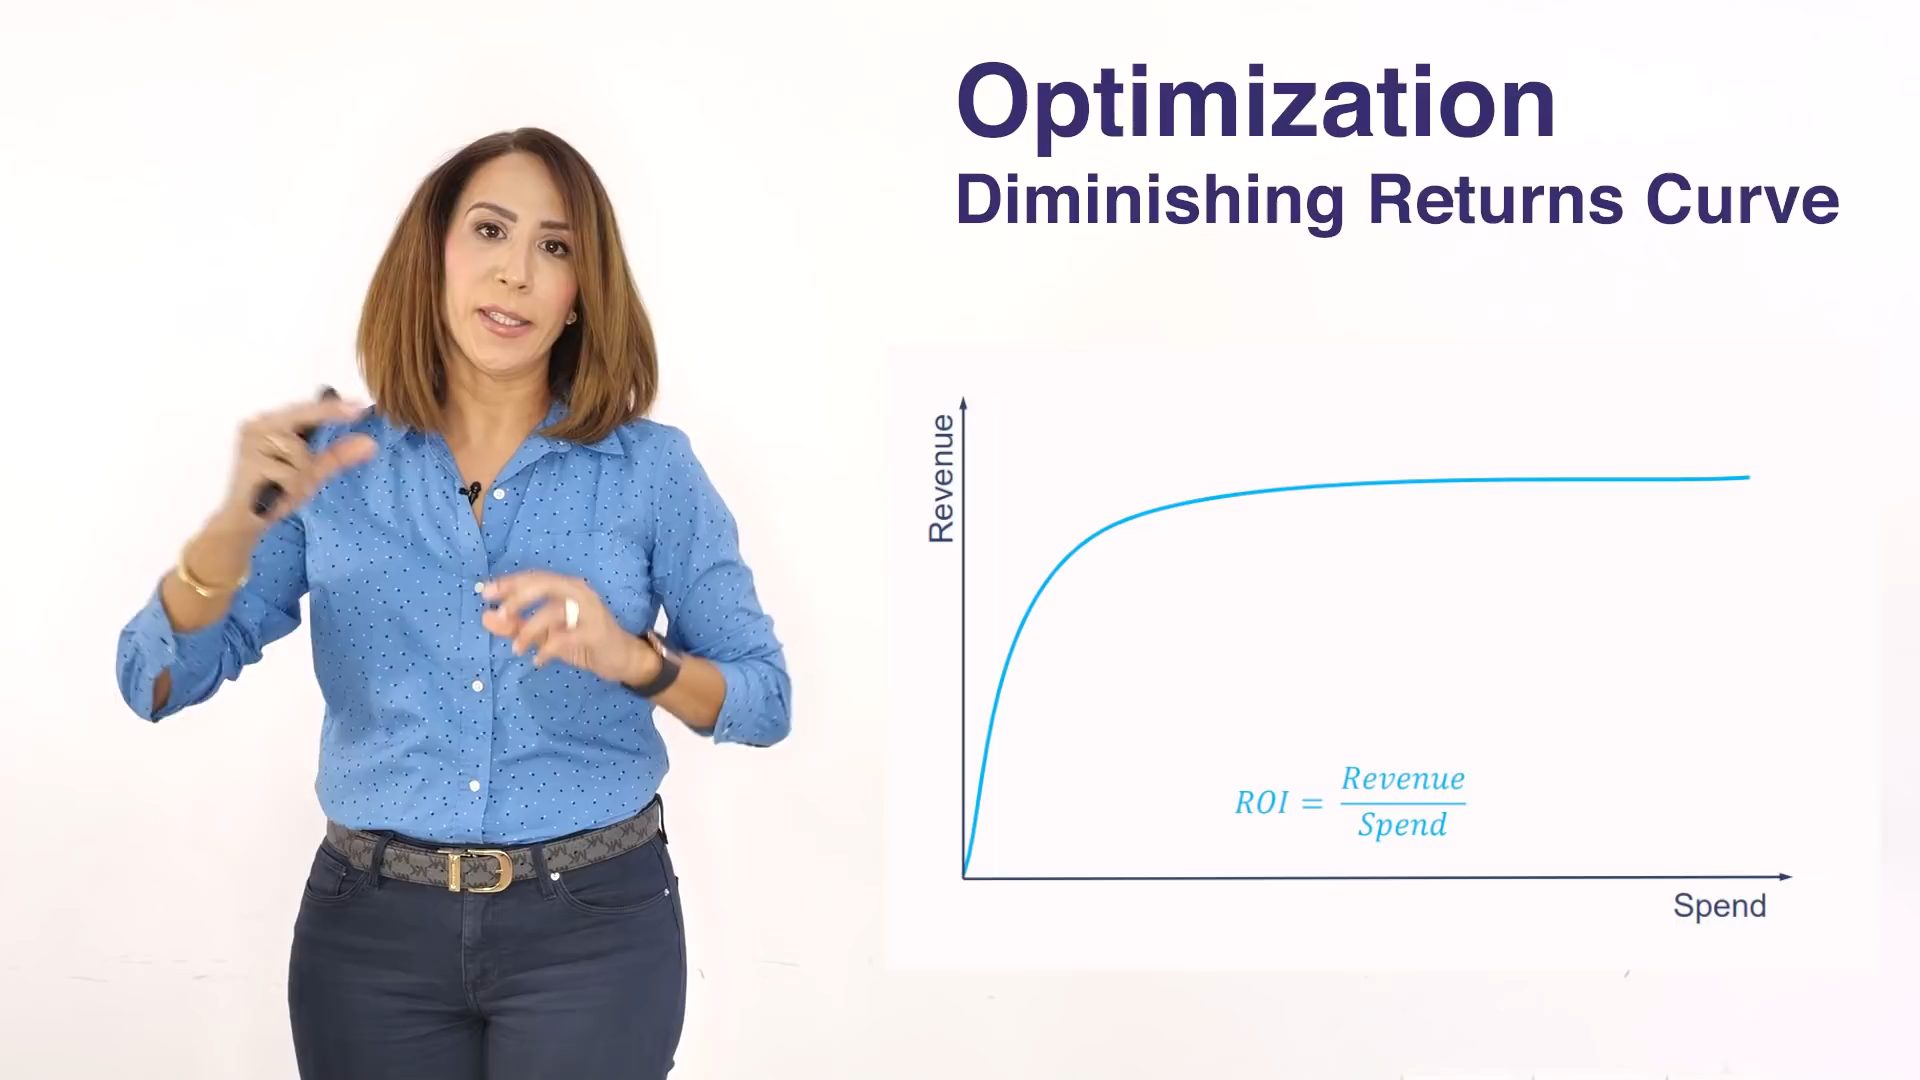 Optimization
Diminishing Returns Curve
Revenue
ROI = Revenue / Spend
Spend